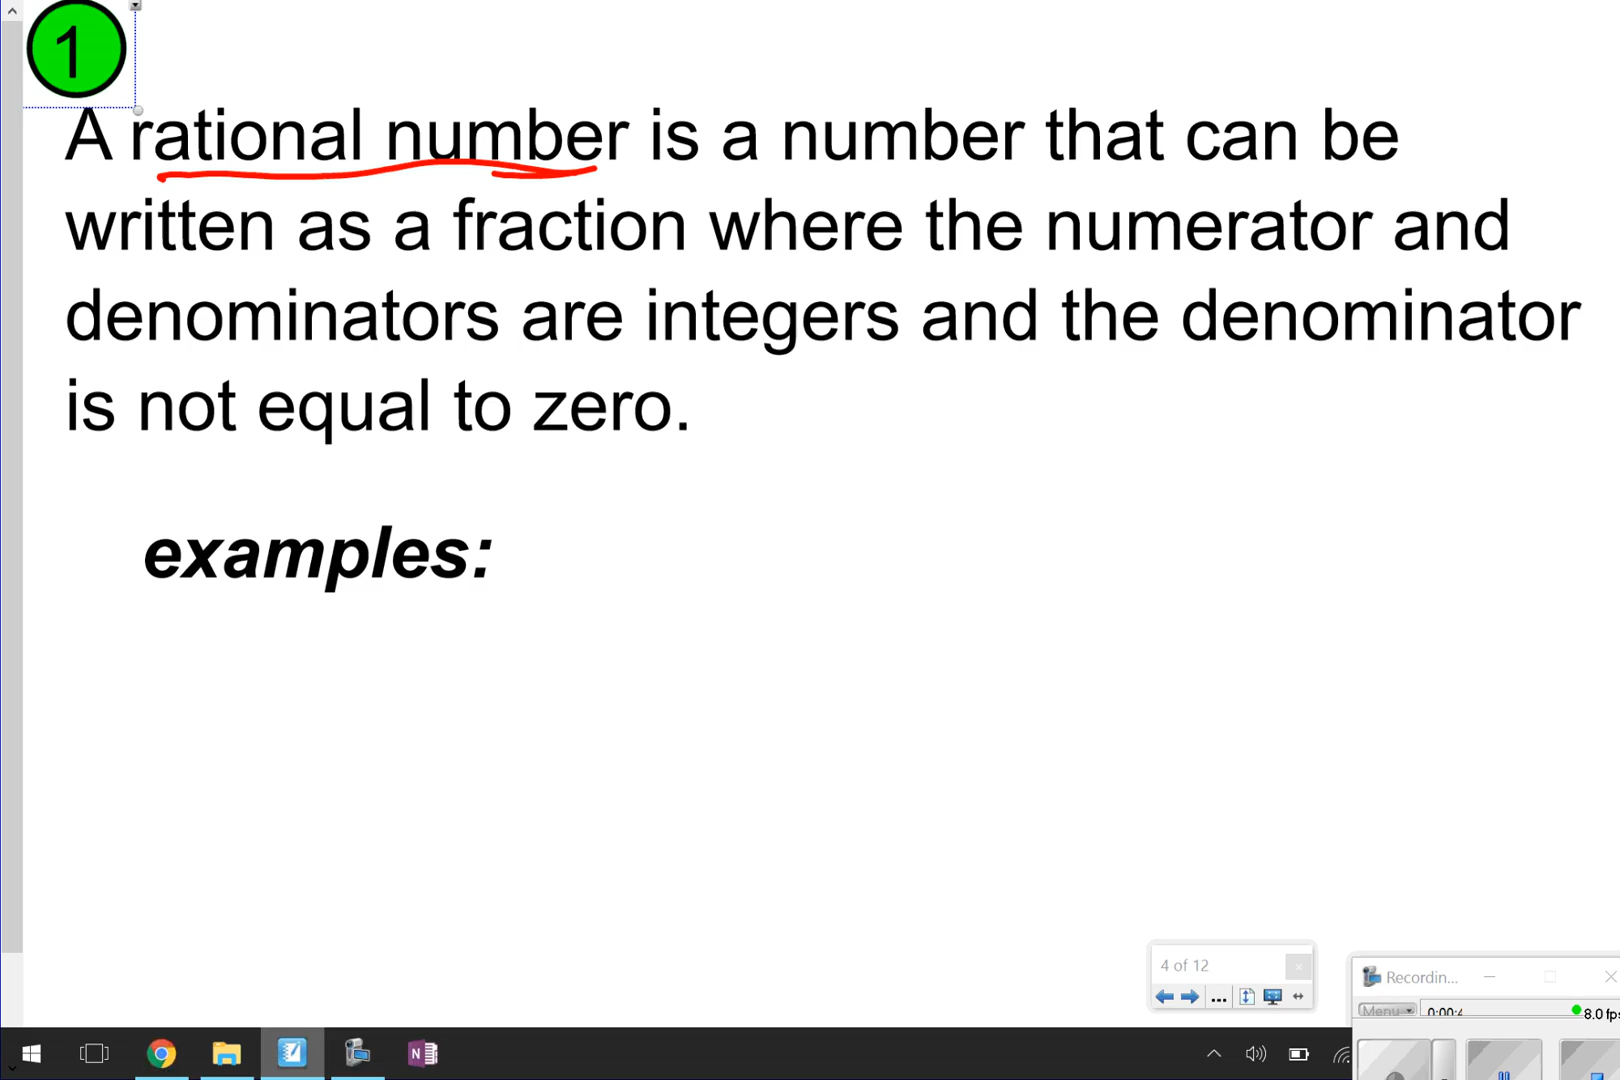 1
A rational number is a number that can be
written as a fraction where the numerator and
denominators are integers and the denominator
is not equal to zero.
examples:
4 of 12
Recordin...
Menu
8.0 fps